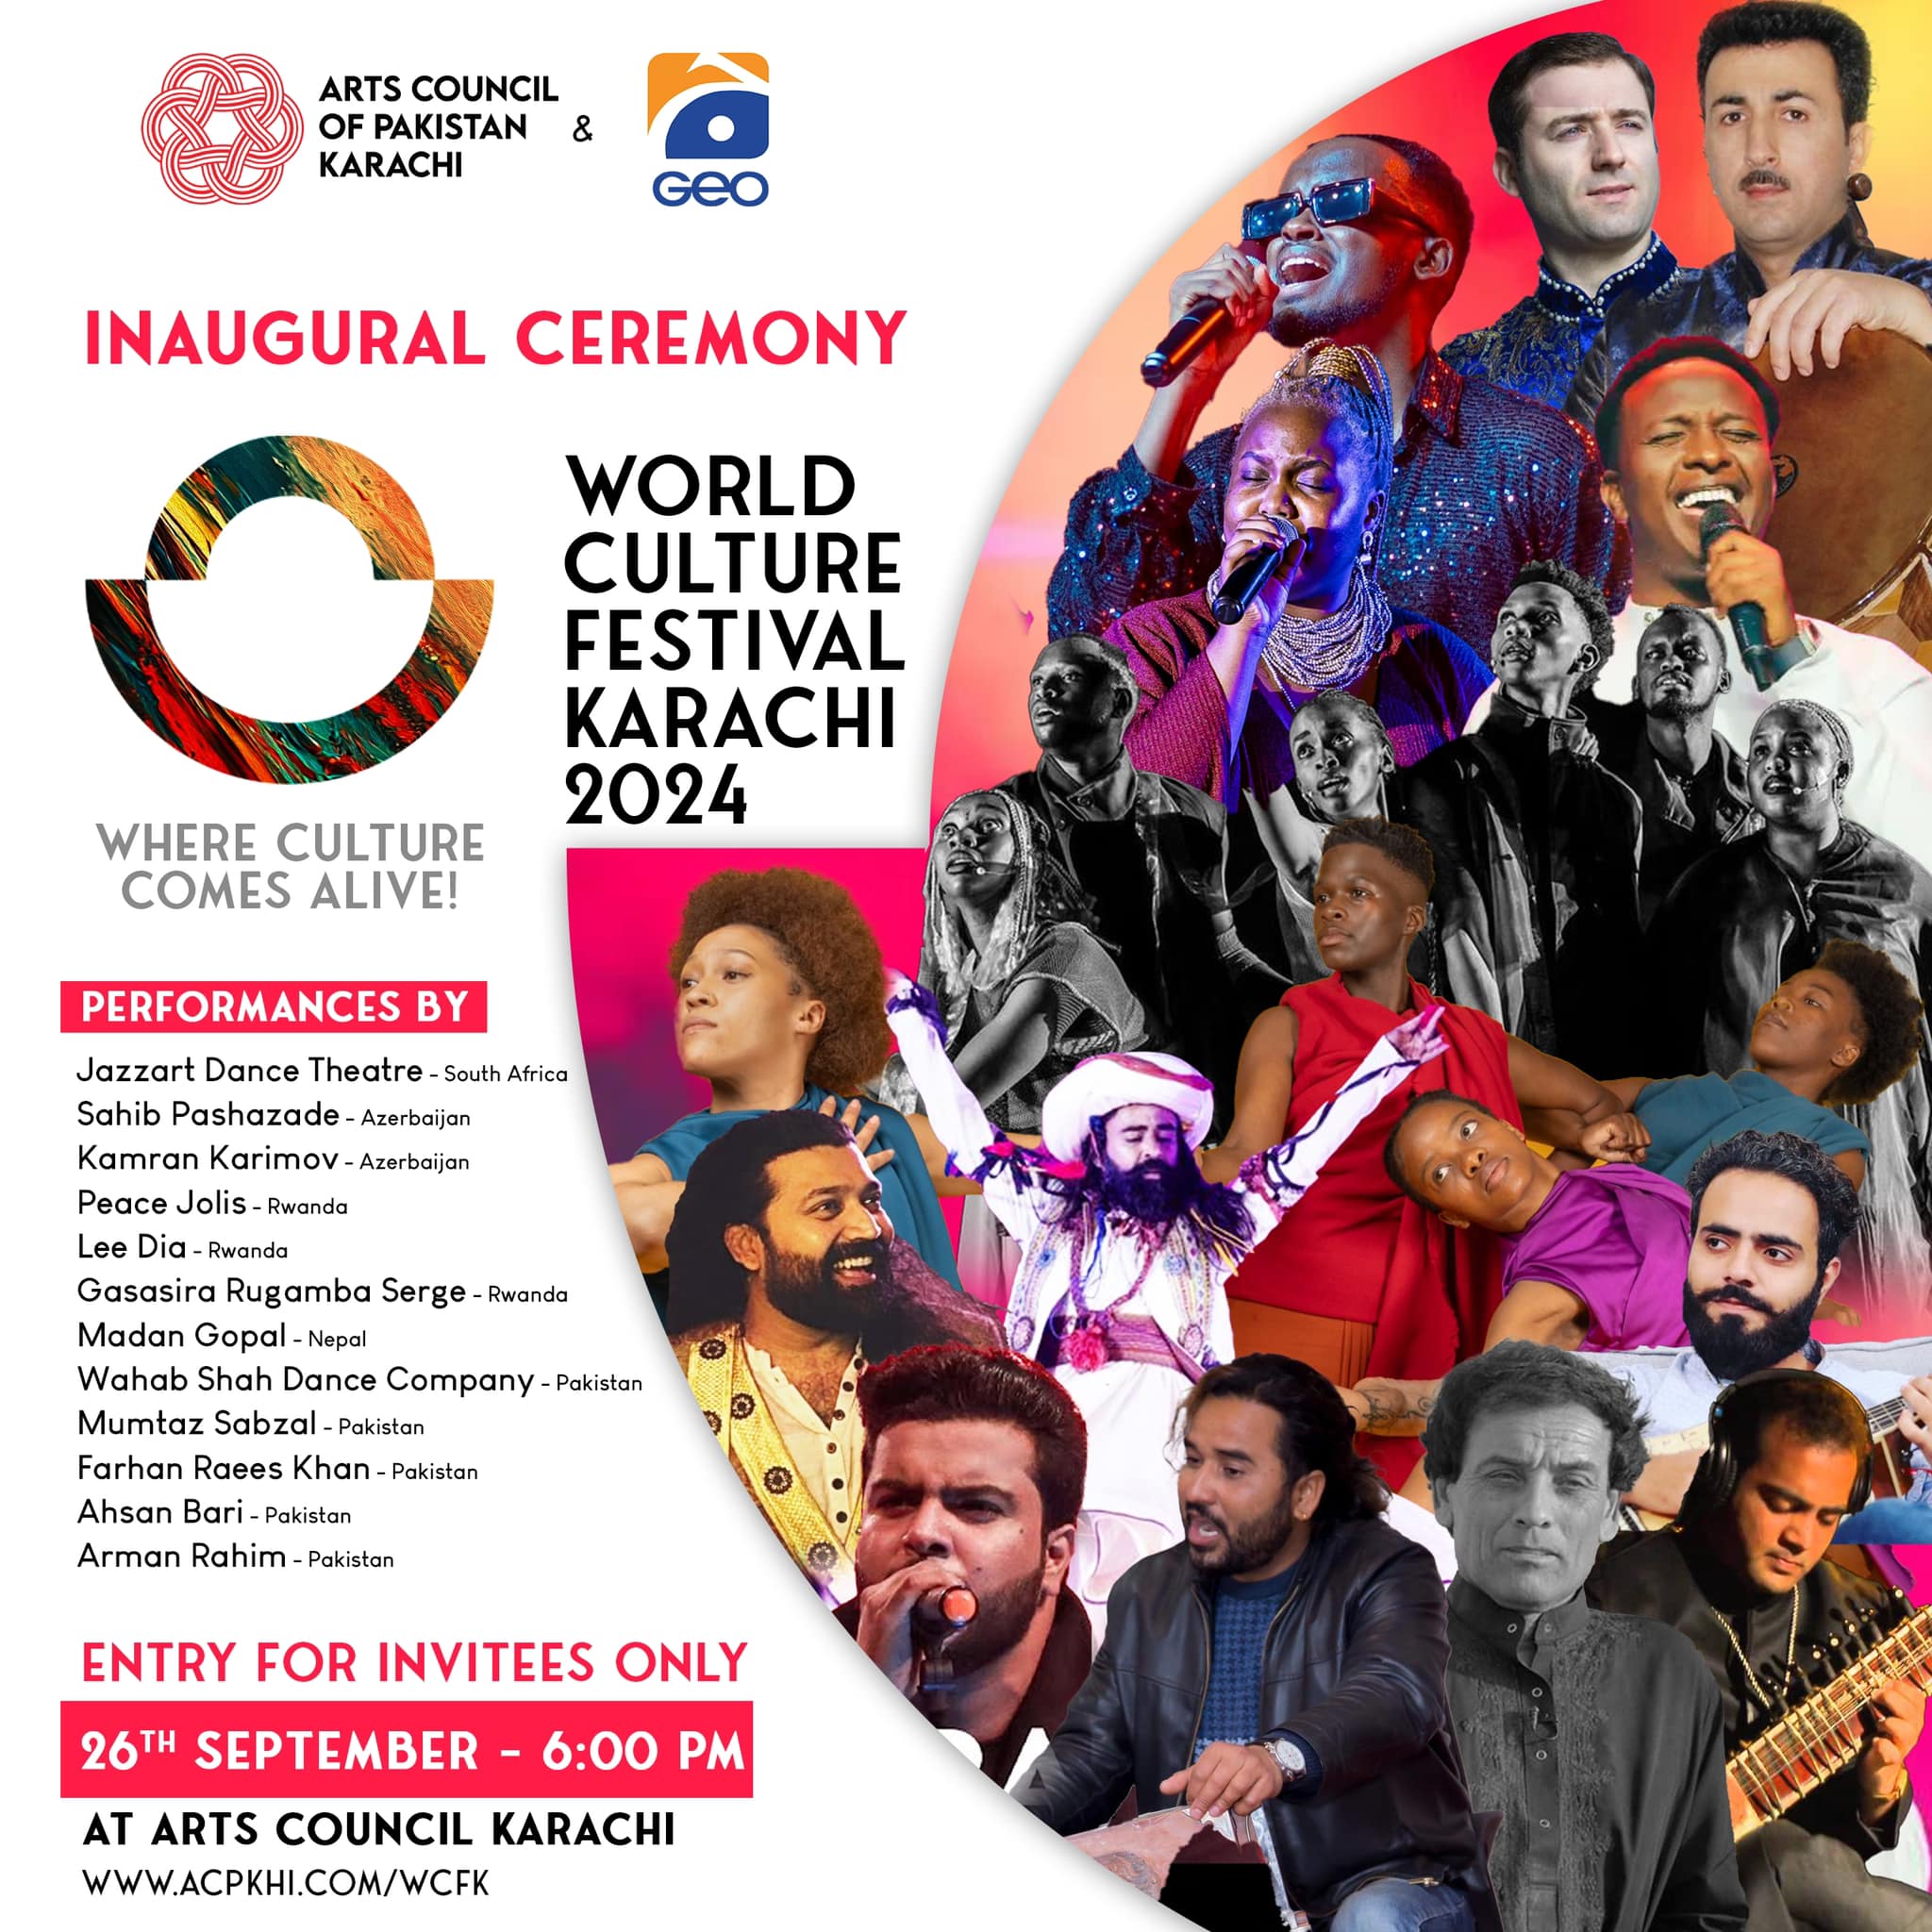 ARTS COUNCIL
OF PAKISTAN
KARACHI
&
GEO
INAUGURAL CEREMONY
WORLD
CULTURE
FESTIVAL
KARACHI
2024
WHERE CULTURE
COMES ALIVE!
PERFORMANCES BY
Jazzart Dance Theatre - South Africa
Sahib Pashazade - Azerbaijan
Kamran Karimov - Azerbaijan
Peace Jolis - Rwanda
Lee Dia - Rwanda
Gasasira Rugamba Serge - Rwanda
Madan Gopal - Nepal
Wahab Shah Dance Company - Pakistan
Mumtaz Sabzal - Pakistan
Farhan Raees Khan - Pakistan
Ahsan Bari - Pakistan
Arman Rahim - Pakistan
ENTRY FOR INVITEES ONLY
26TH SEPTEMBER - 6:00 PM
AT ARTS COUNCIL KARACHI
WWW.ACPKHI.COM/WCFK